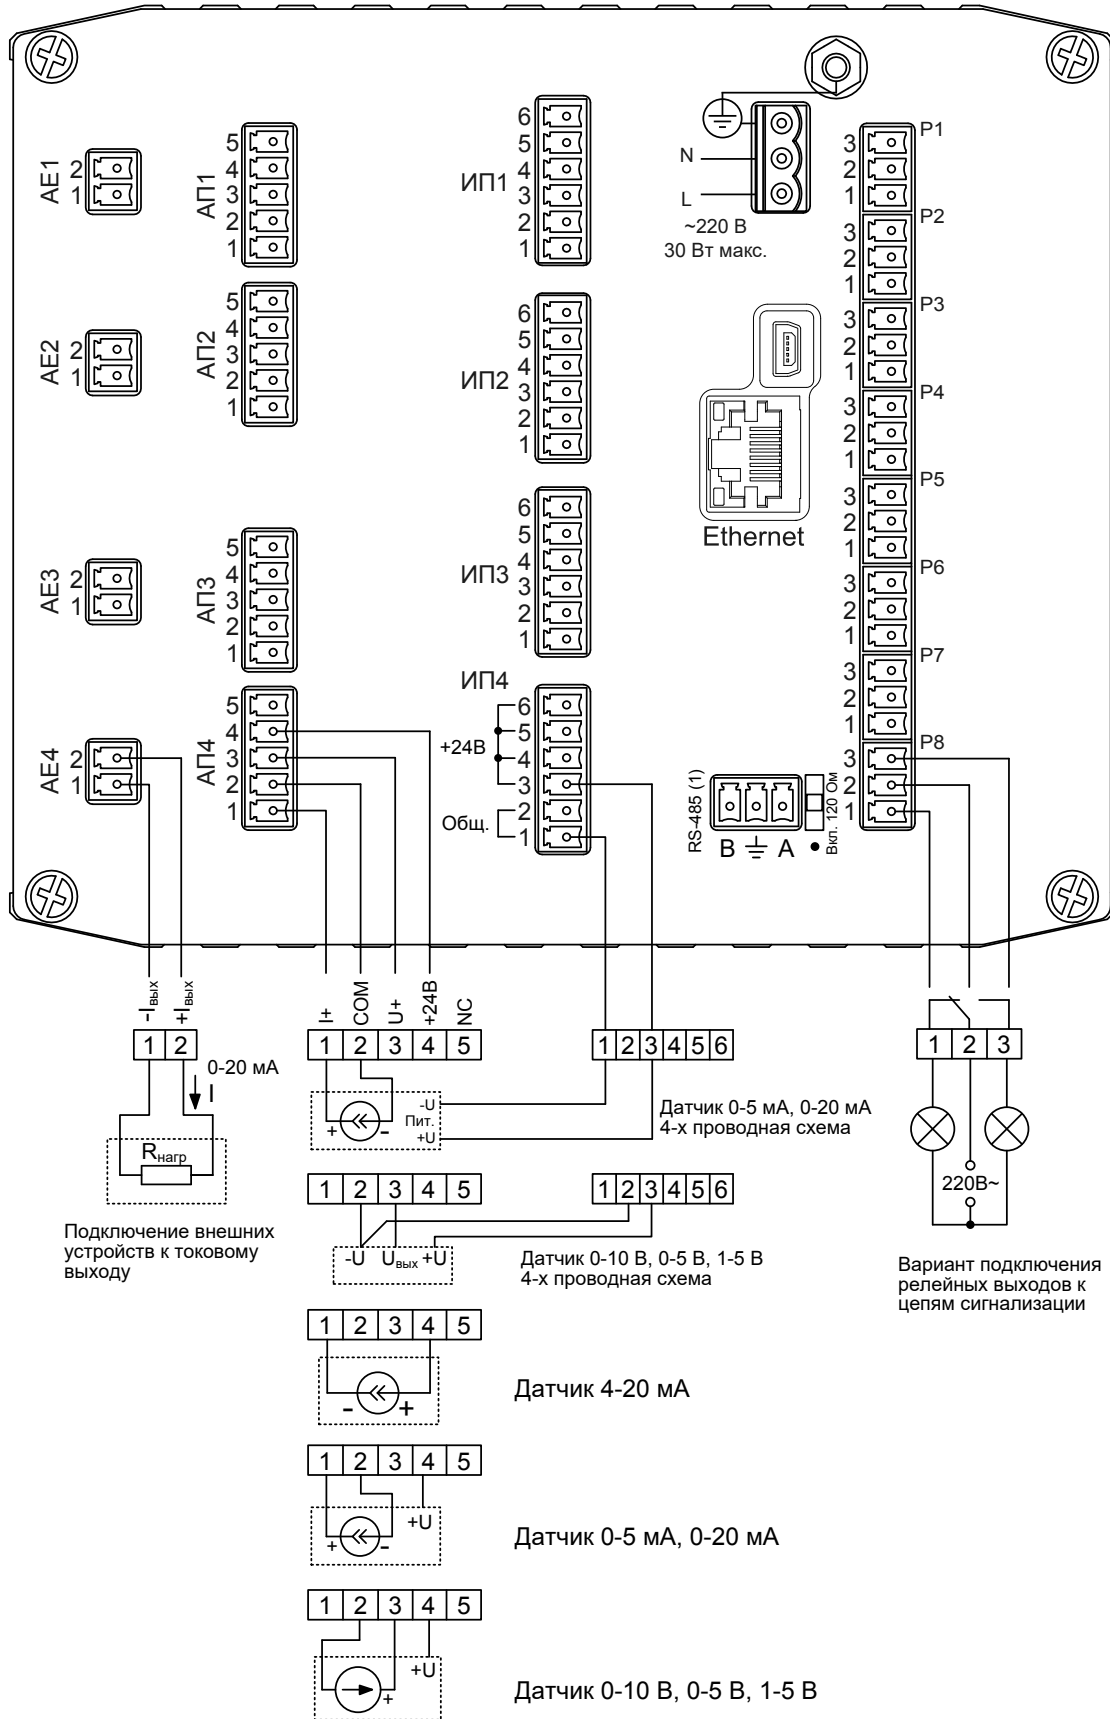 АЕ1
2
1
АЕ2
2
1
АЕ3
2
1
АЕ4
2
1
АП1
5
4
3
2
1
АП2
5
4
3
2
1
АП3
5
4
3
2
1
АП4
5
4
3
2
1
ИП1
6
5
4
3
2
1
ИП2
6
5
4
3
2
1
ИП3
6
5
4
3
2
1
ИП4
6
5
4
3
2
1
+24В
Общ.
N
L
~220 В
30 Вт макс.
Ethernet
RS-485 (1)
B
A
Вкл. 120 Ом
P1
3
2
1
P2
3
2
1
P3
3
2
1
P4
3
2
1
P5
3
2
1
P6
3
2
1
P7
3
2
1
P8
3
2
1
-Iвых
+Iвых
1 2
0-20 мА
I
Rнагр
Подключение внешних
устройств к токовому
выходу
I+
COM
U+
+24В
NC
1 2 3 4 5
1 2 3 4 5 6
+
-
-U
Пит.
+U
Датчик 0-5 мА, 0-20 мА
4-х проводная схема
1 2 3 4 5
1 2 3 4 5 6
-U Uвых +U
Датчик 0-10 В, 0-5 В, 1-5 В
4-х проводная схема
1 2 3 4 5
- +
Датчик 4-20 мА
1 2 3 4 5
+ - +U
Датчик 0-5 мА, 0-20 мА
1 2 3 4 5
+ +U
Датчик 0-10 В, 0-5 В, 1-5 В
1 2 3
220В~
Вариант подключения
релейных выходов к
цепям сигнализации